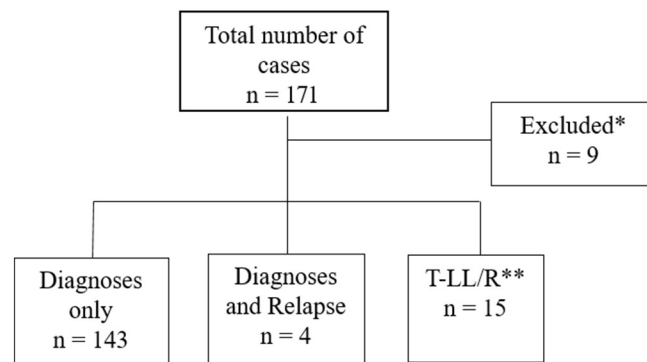 Total number of
cases
n = 171
Excluded*
n = 9
Diagnoses
only
n = 143
Diagnoses
and Relapse
n = 4
T-LL/R**
n = 15